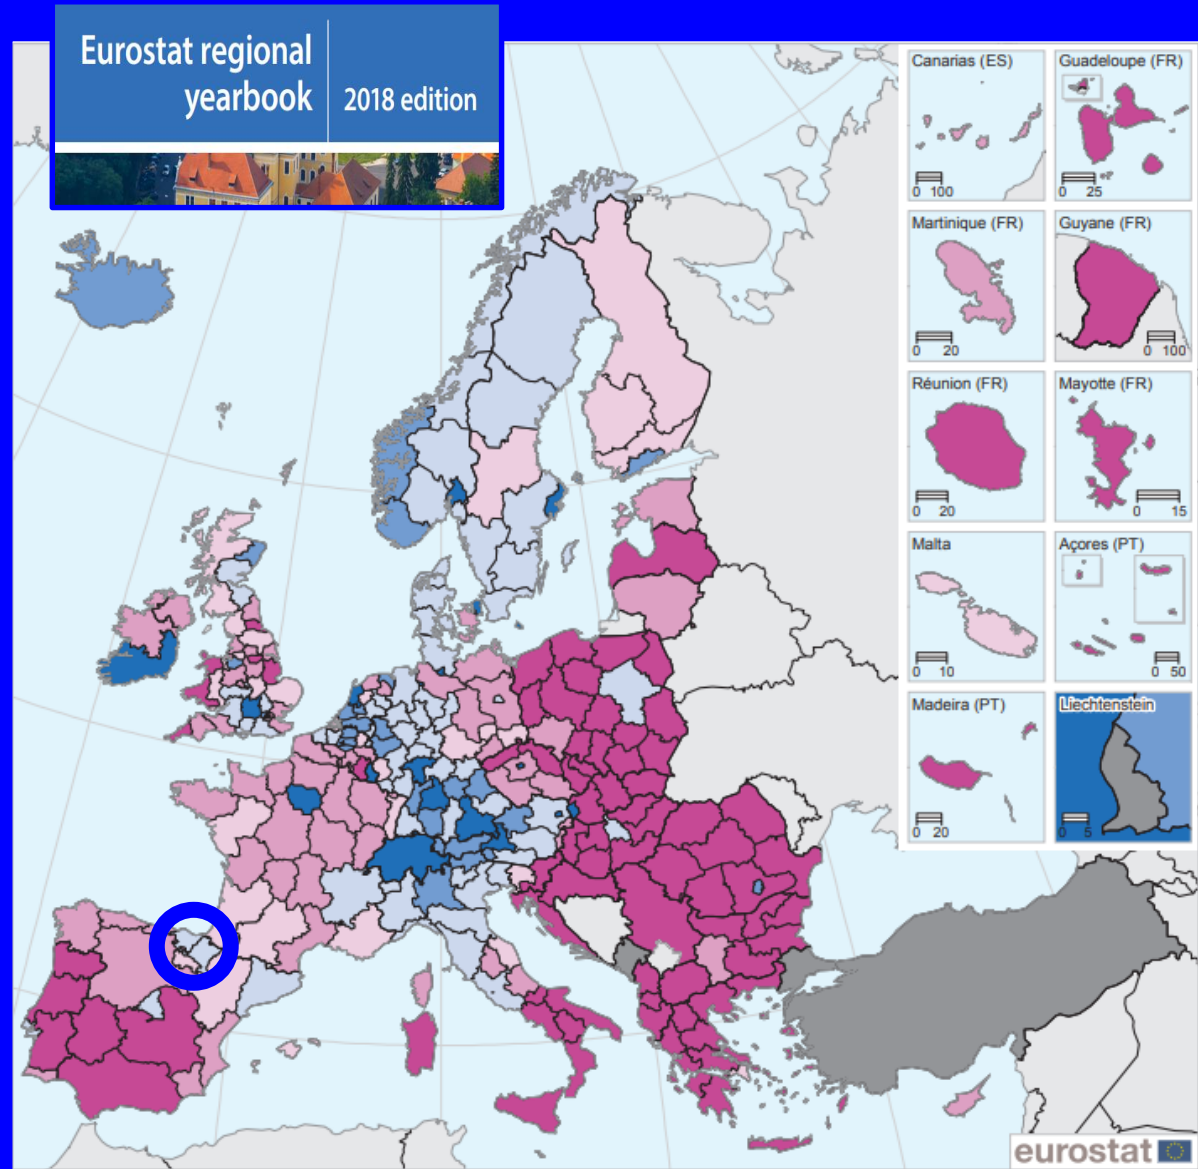 Eurostat regional
yearbook
2018 edition
Canarias (ES)
0 100
Guadeloupe (FR)
0 25
Martinique (FR)
0 20
Guyane (FR)
0 100
Réunion (FR)
0 20
Mayotte (FR)
0 15
Malta
0 10
Açores (PT)
0 50
Madeira (PT)
0 20
Liechtenstein
0 5
eurostat